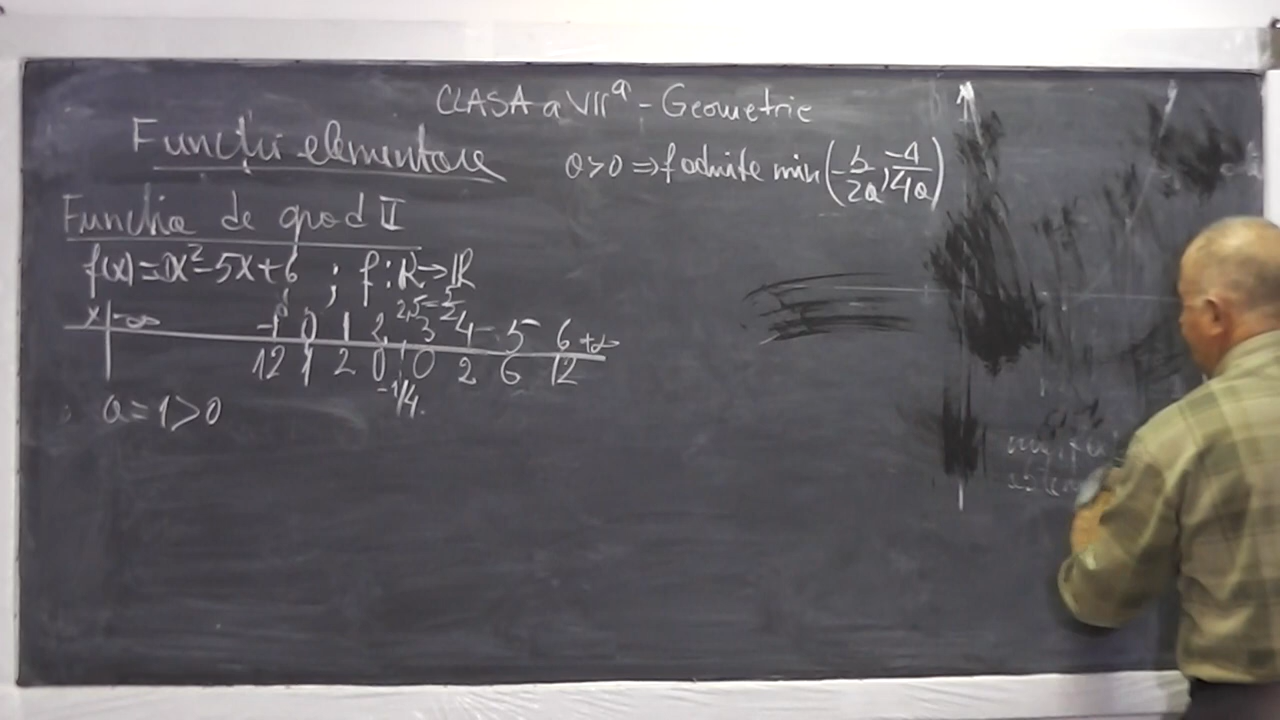 CLASA a VII a - Geometrie
Funcții elementare
a>0 ⇒ f admite min (-b/2a, -Δ/4a)
Funcția de grad II
f(x)=x²-5x+6 ; f:R→R
2,5=5/2
x -∞ -1 0 1 2 3 4 5 6 +∞
12 2 0 0 2 6 12
-1/4.
a=1>0